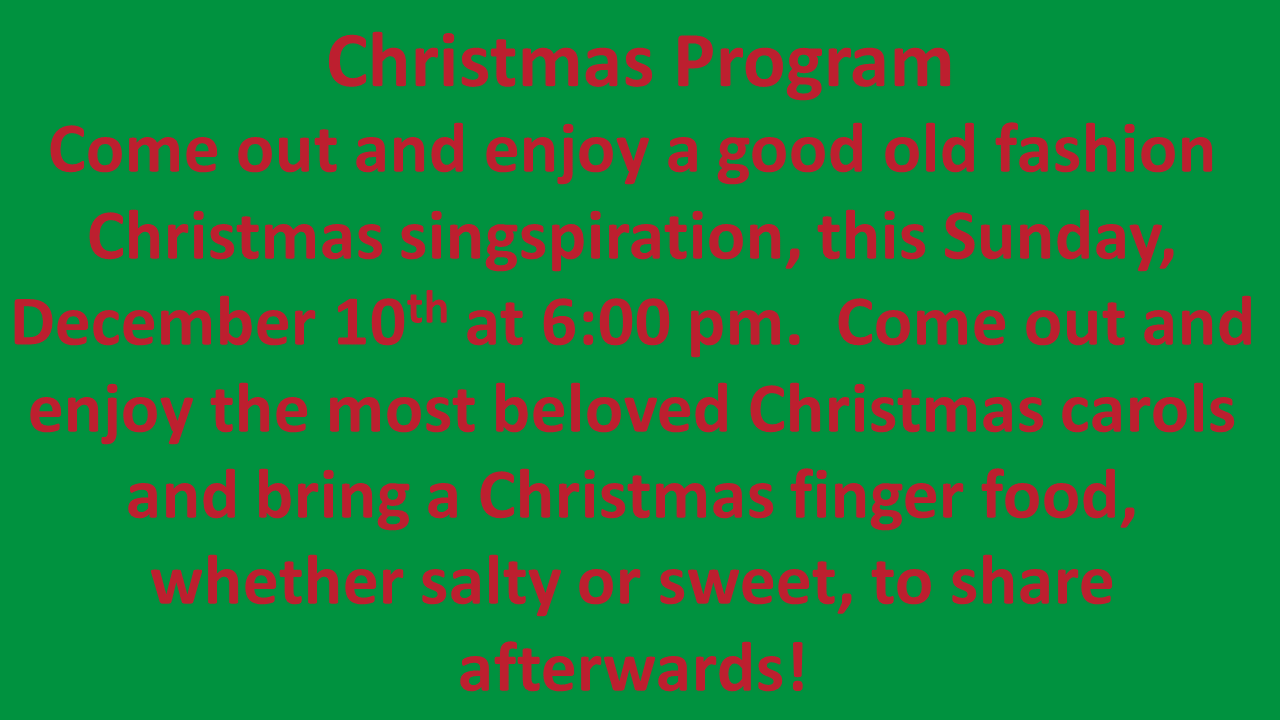 Christmas Program
Come out and enjoy a good old fashion
Christmas singspiration, this Sunday,
December 10th at 6:00 pm.  Come out and
enjoy the most beloved Christmas carols
and bring a Christmas finger food,
whether salty or sweet, to share
afterwards!